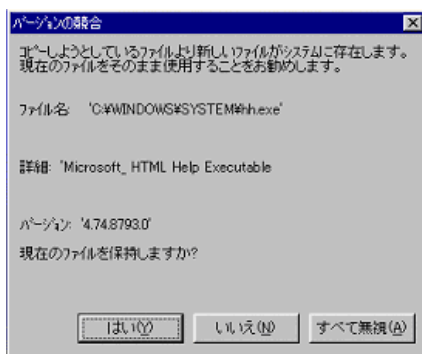 バージョンの競合
コピーしようとしているファイルより新しいファイルがシステムに存在します。
現在のファイルをそのまま使用することをお勧めします。
ファイル名: 'C:¥WINDOWS¥SYSTEM¥hh.exe'
詳細: 'Microsoft_ HTML Help Executable
バージョン: '4.74.8793.0'
現在のファイルを保持しますか?
はい(Y) いいえ(N) すべて無視(A)